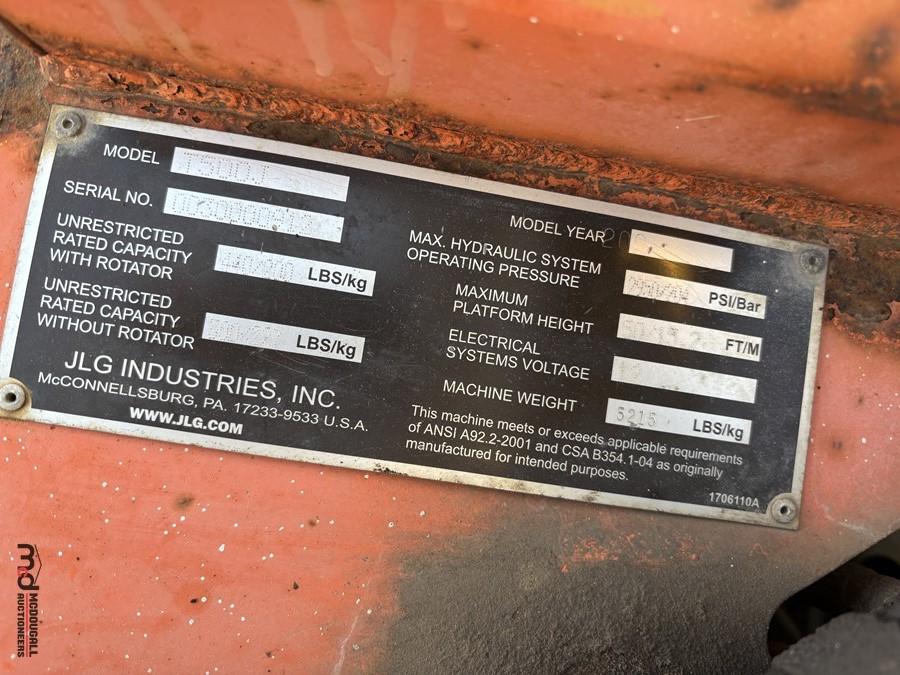 MODEL T500J
SERIAL NO.
UNRESTRICTED
RATED CAPACITY
WITH ROTATOR LBS/kg
UNRESTRICTED
RATED CAPACITY
WITHOUT ROTATOR LBS/kg
JLG INDUSTRIES, INC.
McCONNELLSBURG, PA. 17233-9533 U.S.A.
WWW.JLG.COM
MODEL YEAR
MAX. HYDRAULIC SYSTEM
OPERATING PRESSURE PSI/Bar
MAXIMUM
PLATFORM HEIGHT FT/M
ELECTRICAL
SYSTEMS VOLTAGE
MACHINE WEIGHT 5215 LBS/kg
This machine meets or exceeds applicable requirements
of ANSI A92.2-2001 and CSA B354.1-04 as originally
manufactured for intended purposes.
1706110A
md
MCDOUGALL
AUCTIONEERS